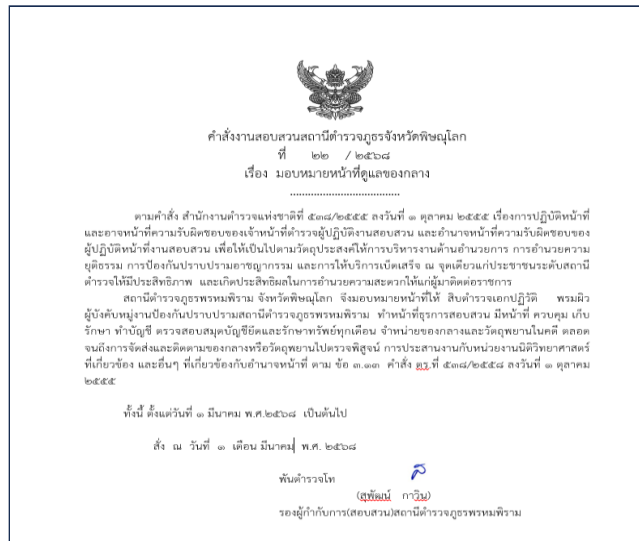 คำสั่งงานสอบสวนสถานีตำรวจภูธรจังหวัดพิษณุโลก
ที่ ๒๒ / ๒๕๖๘
เรื่อง มอบหมายหน้าที่ดูแลของกลาง
....................................
ตามคำสั่ง สำนักงานตำรวจแห่งชาติที่ ๕๓๘/๒๕๕๕ ลงวันที่ ๑ ตุลาคม ๒๕๕๕ เรื่องการปฏิบัติหน้าที่
และอาจหน้าที่ความรับผิดชอบของเจ้าหน้าที่ตำรวจผู้ปฏิบัติงานสอบสวน และอำนาจหน้าที่ความรับผิดชอบของ
ผู้ปฏิบัติหน้าที่งานสอบสวน เพื่อให้เป็นไปตามวัตถุประสงค์ให้การบริหารงานด้านอำนวยการ การอำนวยความ
ยุติธรรม การป้องกันปราบปรามอาชญากรรม และการให้บริการเบ็ดเสร็จ ณ จุดเดียวแก่ประชาชนระดับสถานี
ตำรวจให้มีประสิทธิภาพ และเกิดประสิทธิผลในการอำนวยความสะดวกให้แก่ผู้มาติดต่อราชการ
สถานีตำรวจภูธรพรหมพิราม จังหวัดพิษณุโลก จึงมอบหมายหน้าที่ให้ สิบตำรวจเอกปฏิวัติ พรมผิว
ผู้บังคับหมู่งานป้องกันปราบปรามสถานีตำรวจภูธรพรหมพิราม ทำหน้าที่ธุรการสอบสวน มีหน้าที่ ควบคุม เก็บ
รักษา ทำบัญชี ตรวจสอบสมุดบัญชียึดและรักษาทรัพย์ทุกเดือน จำหน่ายของกลางและวัตถุพยานในคดี ตลอด
จนถึงการจัดส่งและติดตามของกลางหรือวัตถุพยานไปตรวจพิสูจน์ การประสานงานกับหน่วยงานนิติวิทยาศาสตร์
ที่เกี่ยวข้อง และอื่นๆ ที่เกี่ยวข้องกับอำนาจหน้าที่ ตาม ข้อ ๓.๑๓ คำสั่ง ตร.ที่ ๕๓๘/๒๕๕๘ ลงวันที่ ๑ ตุลาคม
๒๕๕๕
ทั้งนี้ ตั้งแต่วันที่ ๑ มีนาคม พ.ศ.๒๕๖๘ เป็นต้นไป
สั่ง ณ วันที่ ๑ เดือน มีนาคม พ.ศ. ๒๕๖๘
พันตำรวจโท
(สุพัฒน์ กาวิน)
รองผู้กำกับการ(สอบสวน)สถานีตำรวจภูธรพรหมพิราม